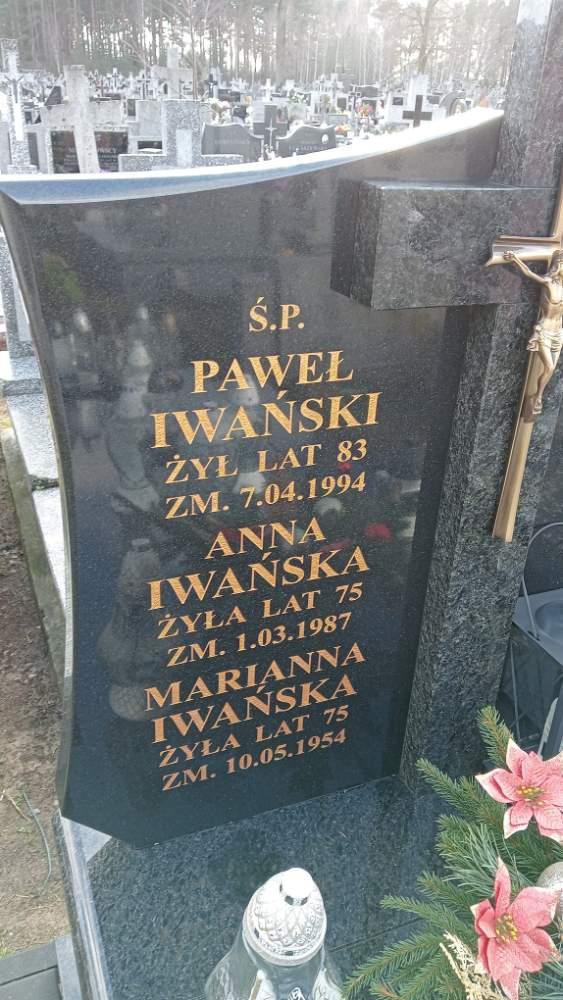 Ś.P.
PAWEŁ
IWAŃSKI
ŻYŁ LAT 83
ZM. 7.04.1994
ANNA
IWAŃSKA
ŻYŁA LAT 75
ZM. 1.03.1987
MARIANNA
IWAŃSKA
ŻYŁA LAT 75
ZM. 10.05.1954